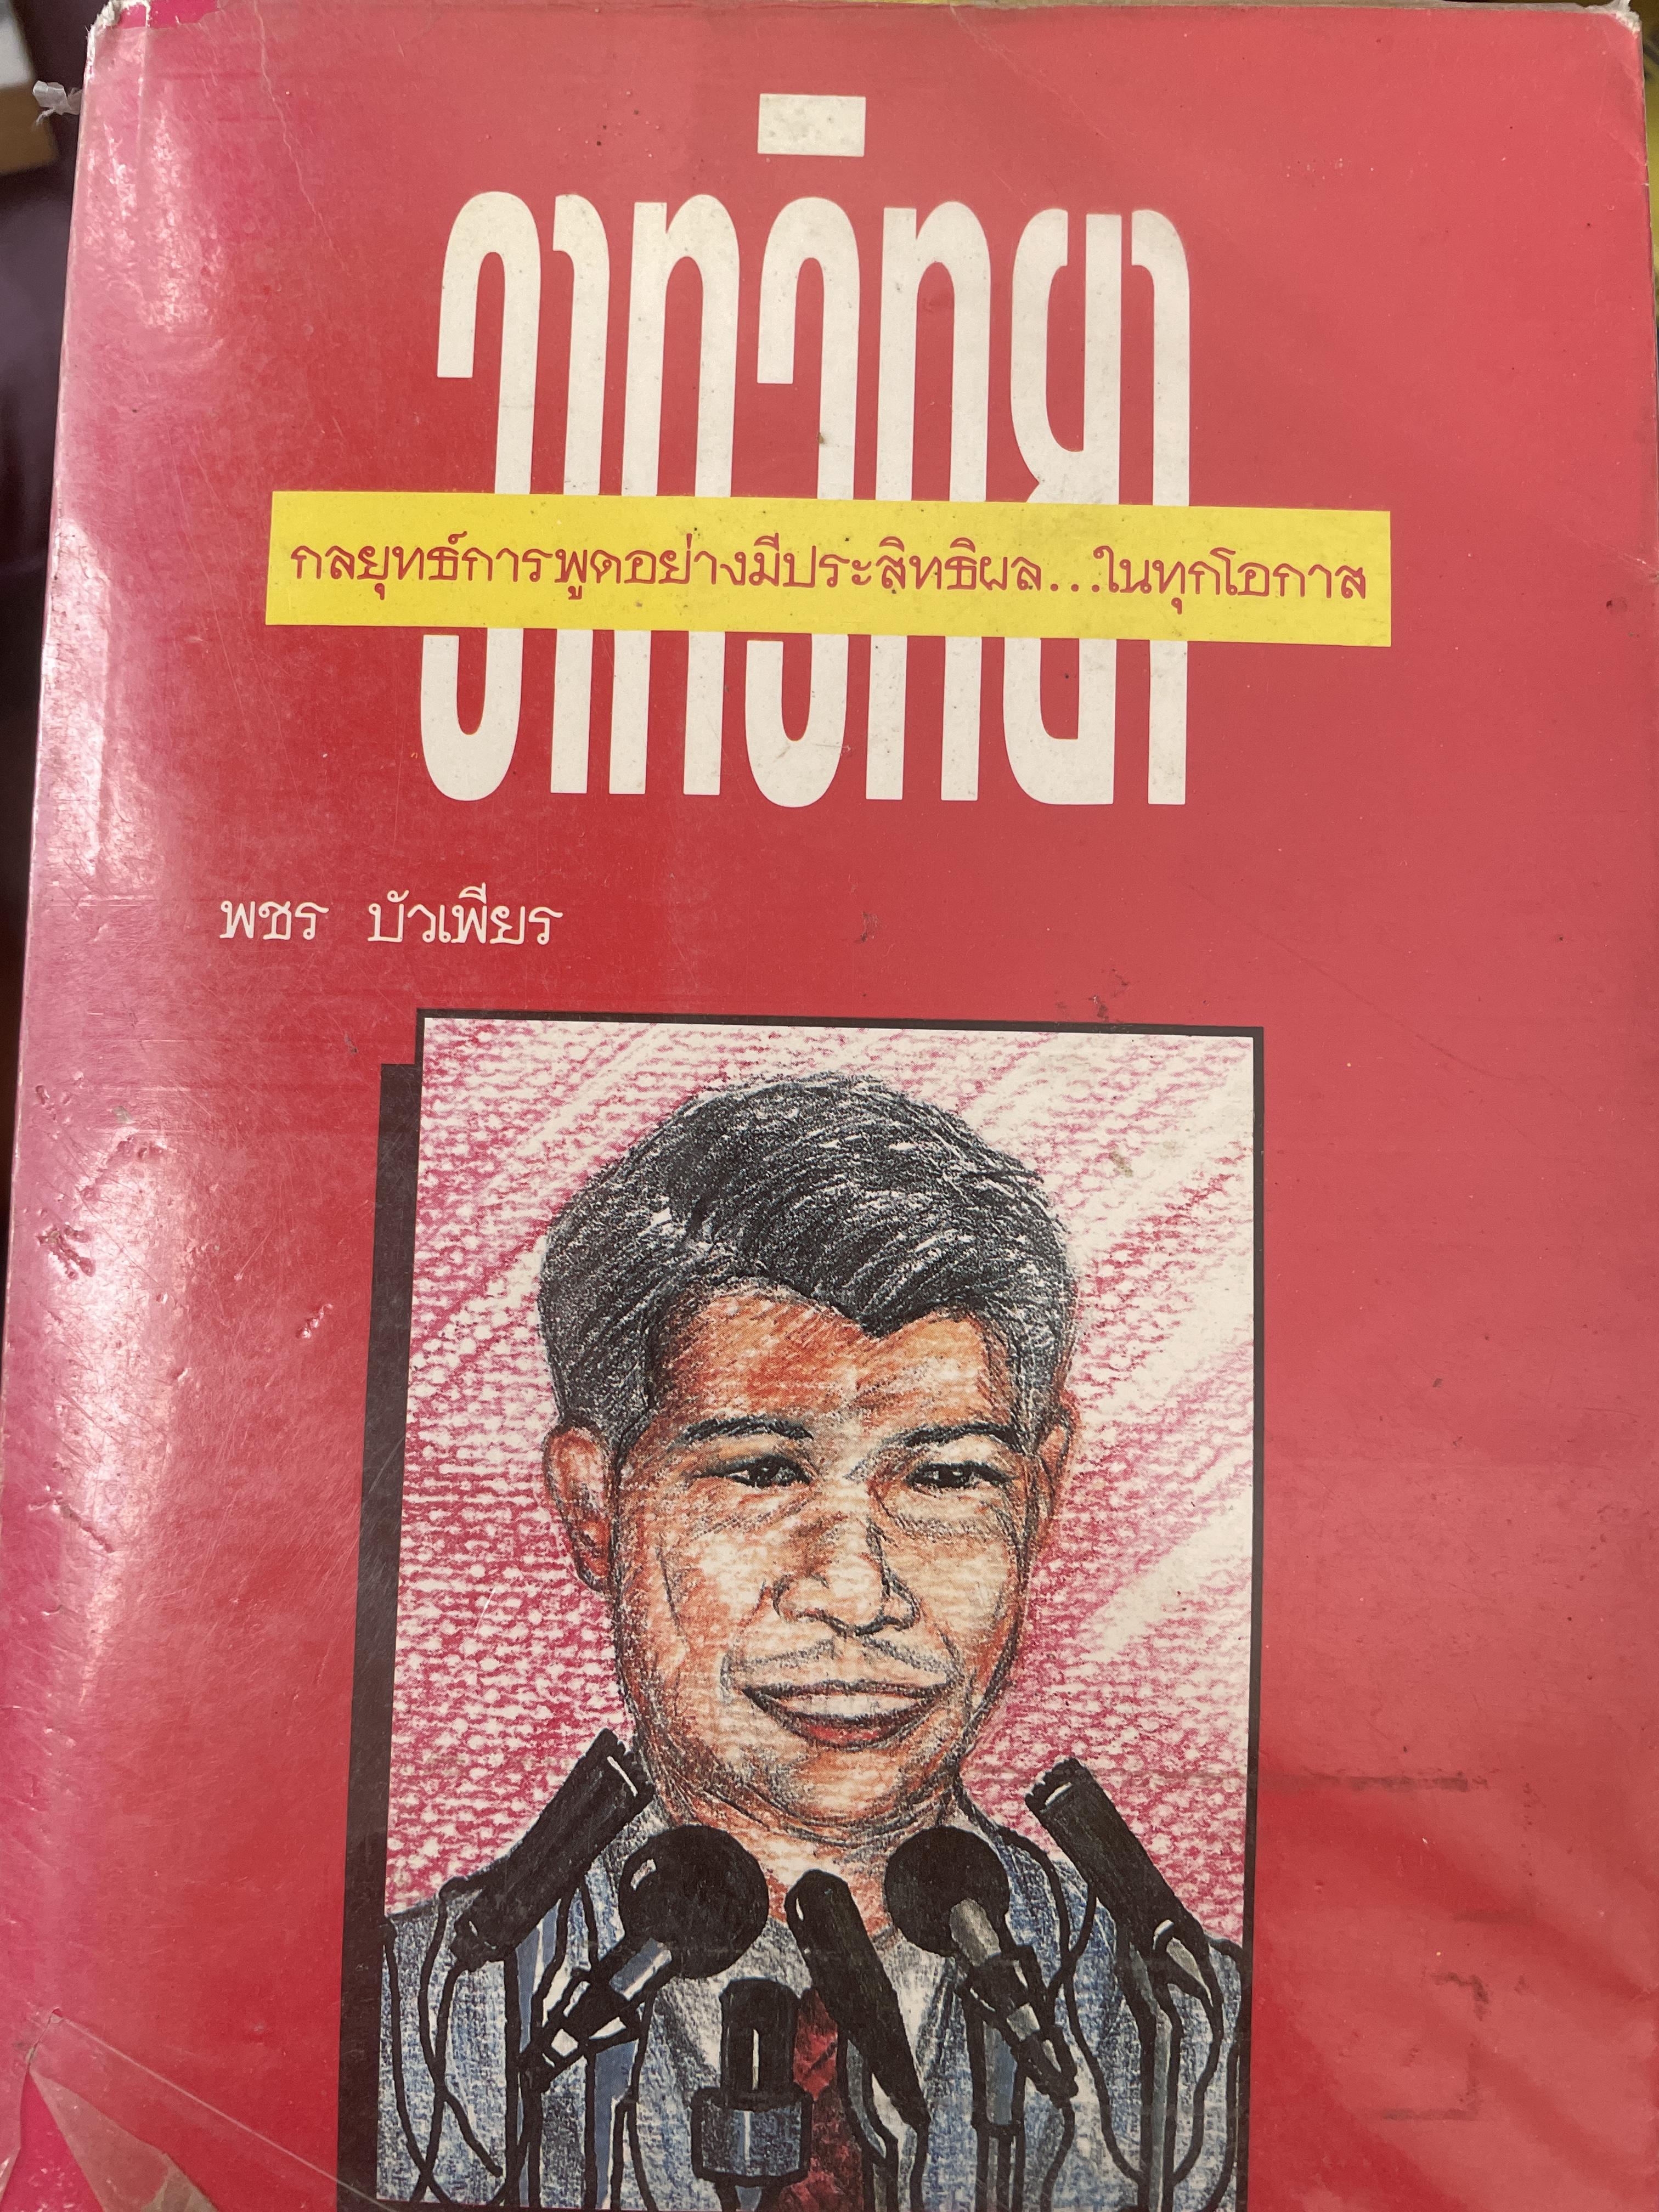 วาทวิทยา
กลยุทธ์การพูดอย่างมีประสิทธิผล...ในทุกโอกาส
พชร บัวเพียร